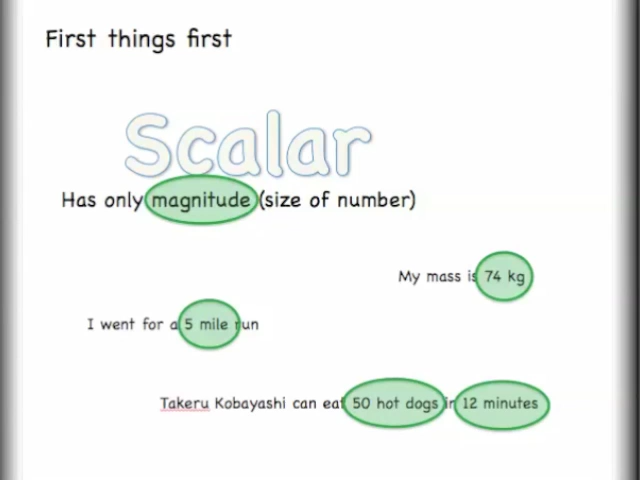 First things first
Scalar
Has only magnitude (size of number)
My mass is 74 kg
I went for a 5 mile run
Takeru Kobayashi can eat 50 hot dogs in 12 minutes